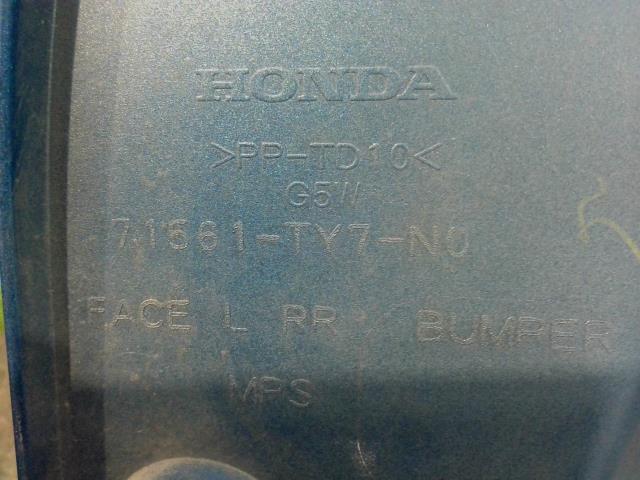 HONDA
>PP-TD10<
G5W
71561-TY7-N0
FACE L RR BUMPER
MPS